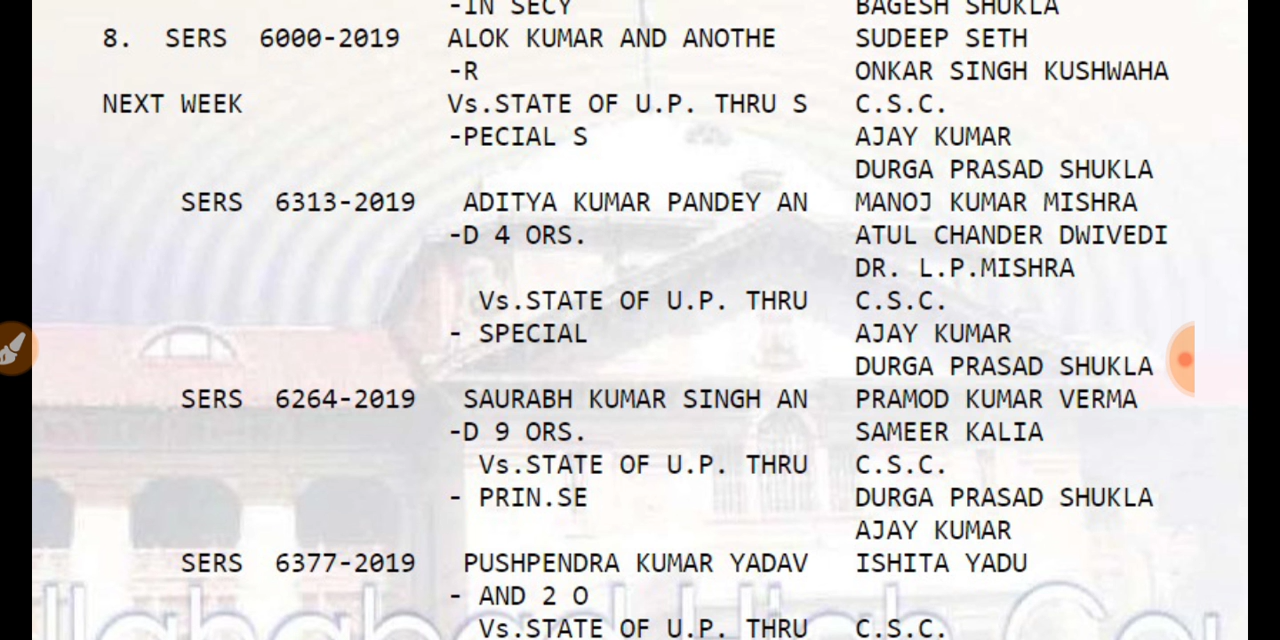 -IN SECY BAGESH SHUKLA
8. SERS 6000-2019 ALOK KUMAR AND ANOTHE SUDEEP SETH
-R ONKAR SINGH KUSHWAHA
NEXT WEEK Vs.STATE OF U.P. THRU S C.S.C.
-PECIAL S AJAY KUMAR
DURGA PRASAD SHUKLA
SERS 6313-2019 ADITYA KUMAR PANDEY AN MANOJ KUMAR MISHRA
-D 4 ORS. ATUL CHANDER DWIVEDI
DR. L.P.MISHRA
Vs.STATE OF U.P. THRU C.S.C.
- SPECIAL AJAY KUMAR
DURGA PRASAD SHUKLA
SERS 6264-2019 SAURABH KUMAR SINGH AN PRAMOD KUMAR VERMA
-D 9 ORS. SAMEER KALIA
Vs.STATE OF U.P. THRU C.S.C.
- PRIN.SE DURGA PRASAD SHUKLA
AJAY KUMAR
SERS 6377-2019 PUSHPENDRA KUMAR YADAV ISHITA YADU
- AND 2 O
Vs.STATE OF U.P. THRU C.S.C.